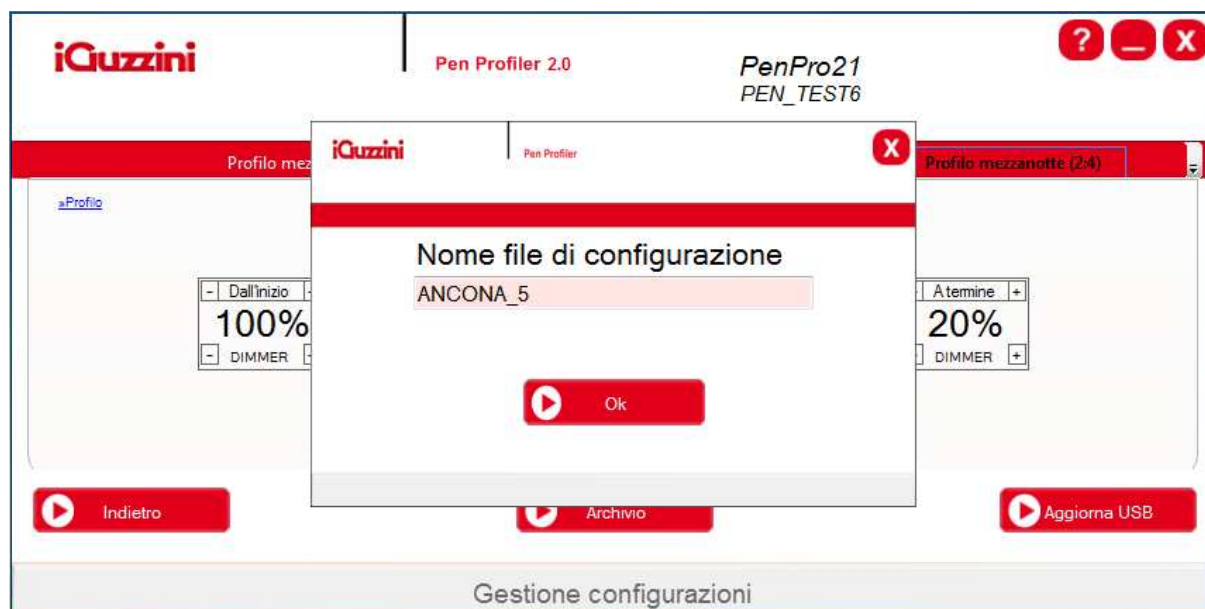 iGuzzini
Pen Profiler 2.0
PenPro21
PEN_TEST6
? _ X
iGuzzini
Pen Profiler
X
Profilo mez
Profilo mezzanotte (2:4)
»Profilo
Nome file di configurazione
ANCONA_5
- Dall'inizio
100%
- DIMMER
A termine +
20%
DIMMER +
Ok
Indietro
Archivio
Aggiorna USB
Gestione configurazioni